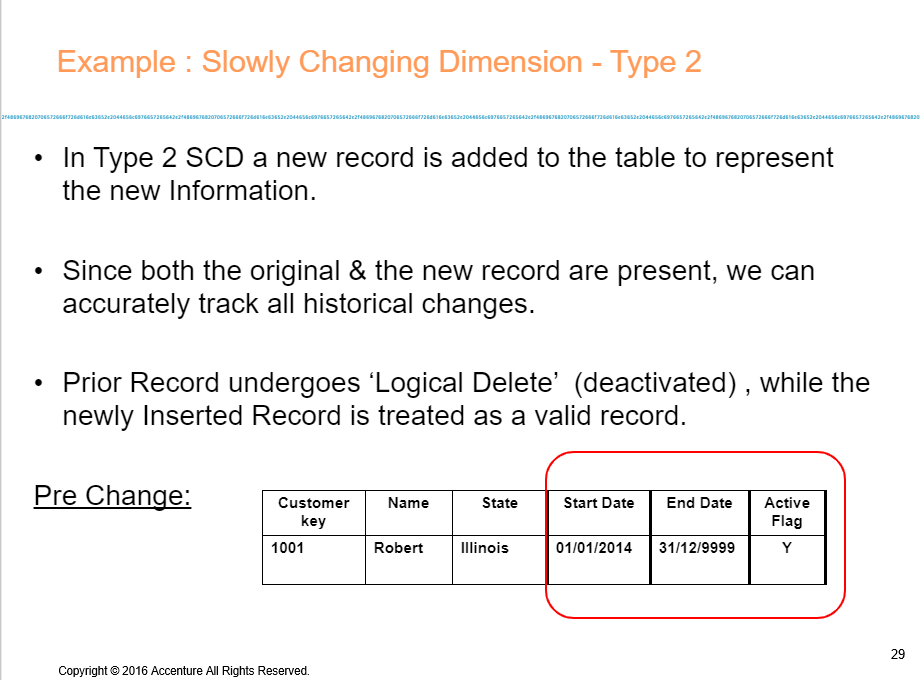 Example : Slowly Changing Dimension - Type 2
• In Type 2 SCD a new record is added to the table to represent
the new Information.
• Since both the original & the new record are present, we can
accurately track all historical changes.
• Prior Record undergoes ‘Logical Delete’ (deactivated) , while the
newly Inserted Record is treated as a valid record.
Pre Change:
Customer key Name State Start Date End Date Active Flag
1001 Robert Illinois 01/01/2014 31/12/9999 Y
29
Copyright © 2016 Accenture All Rights Reserved.